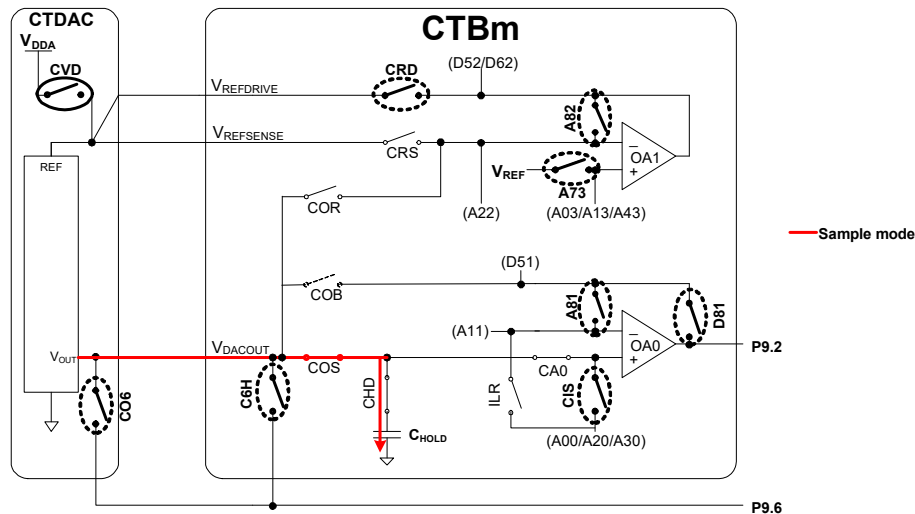 CTDAC
CTBm
VDDA
CVD
CRD
(D52/D62)
VREFDRIVE
A82
VREFSENSE
CRS
REF
VREF
A73
OA1
−
+
COR
(A22)
(A03/A13/A43)
Sample mode
(D51)
COB
A81
D81
(A11)
−
+
OA0
P9.2
VOUT
VDACOUT
COS
CA0
CO6
C6H
CHD
ILR
CIS
CHOLD
(A00/A20/A30)
P9.6